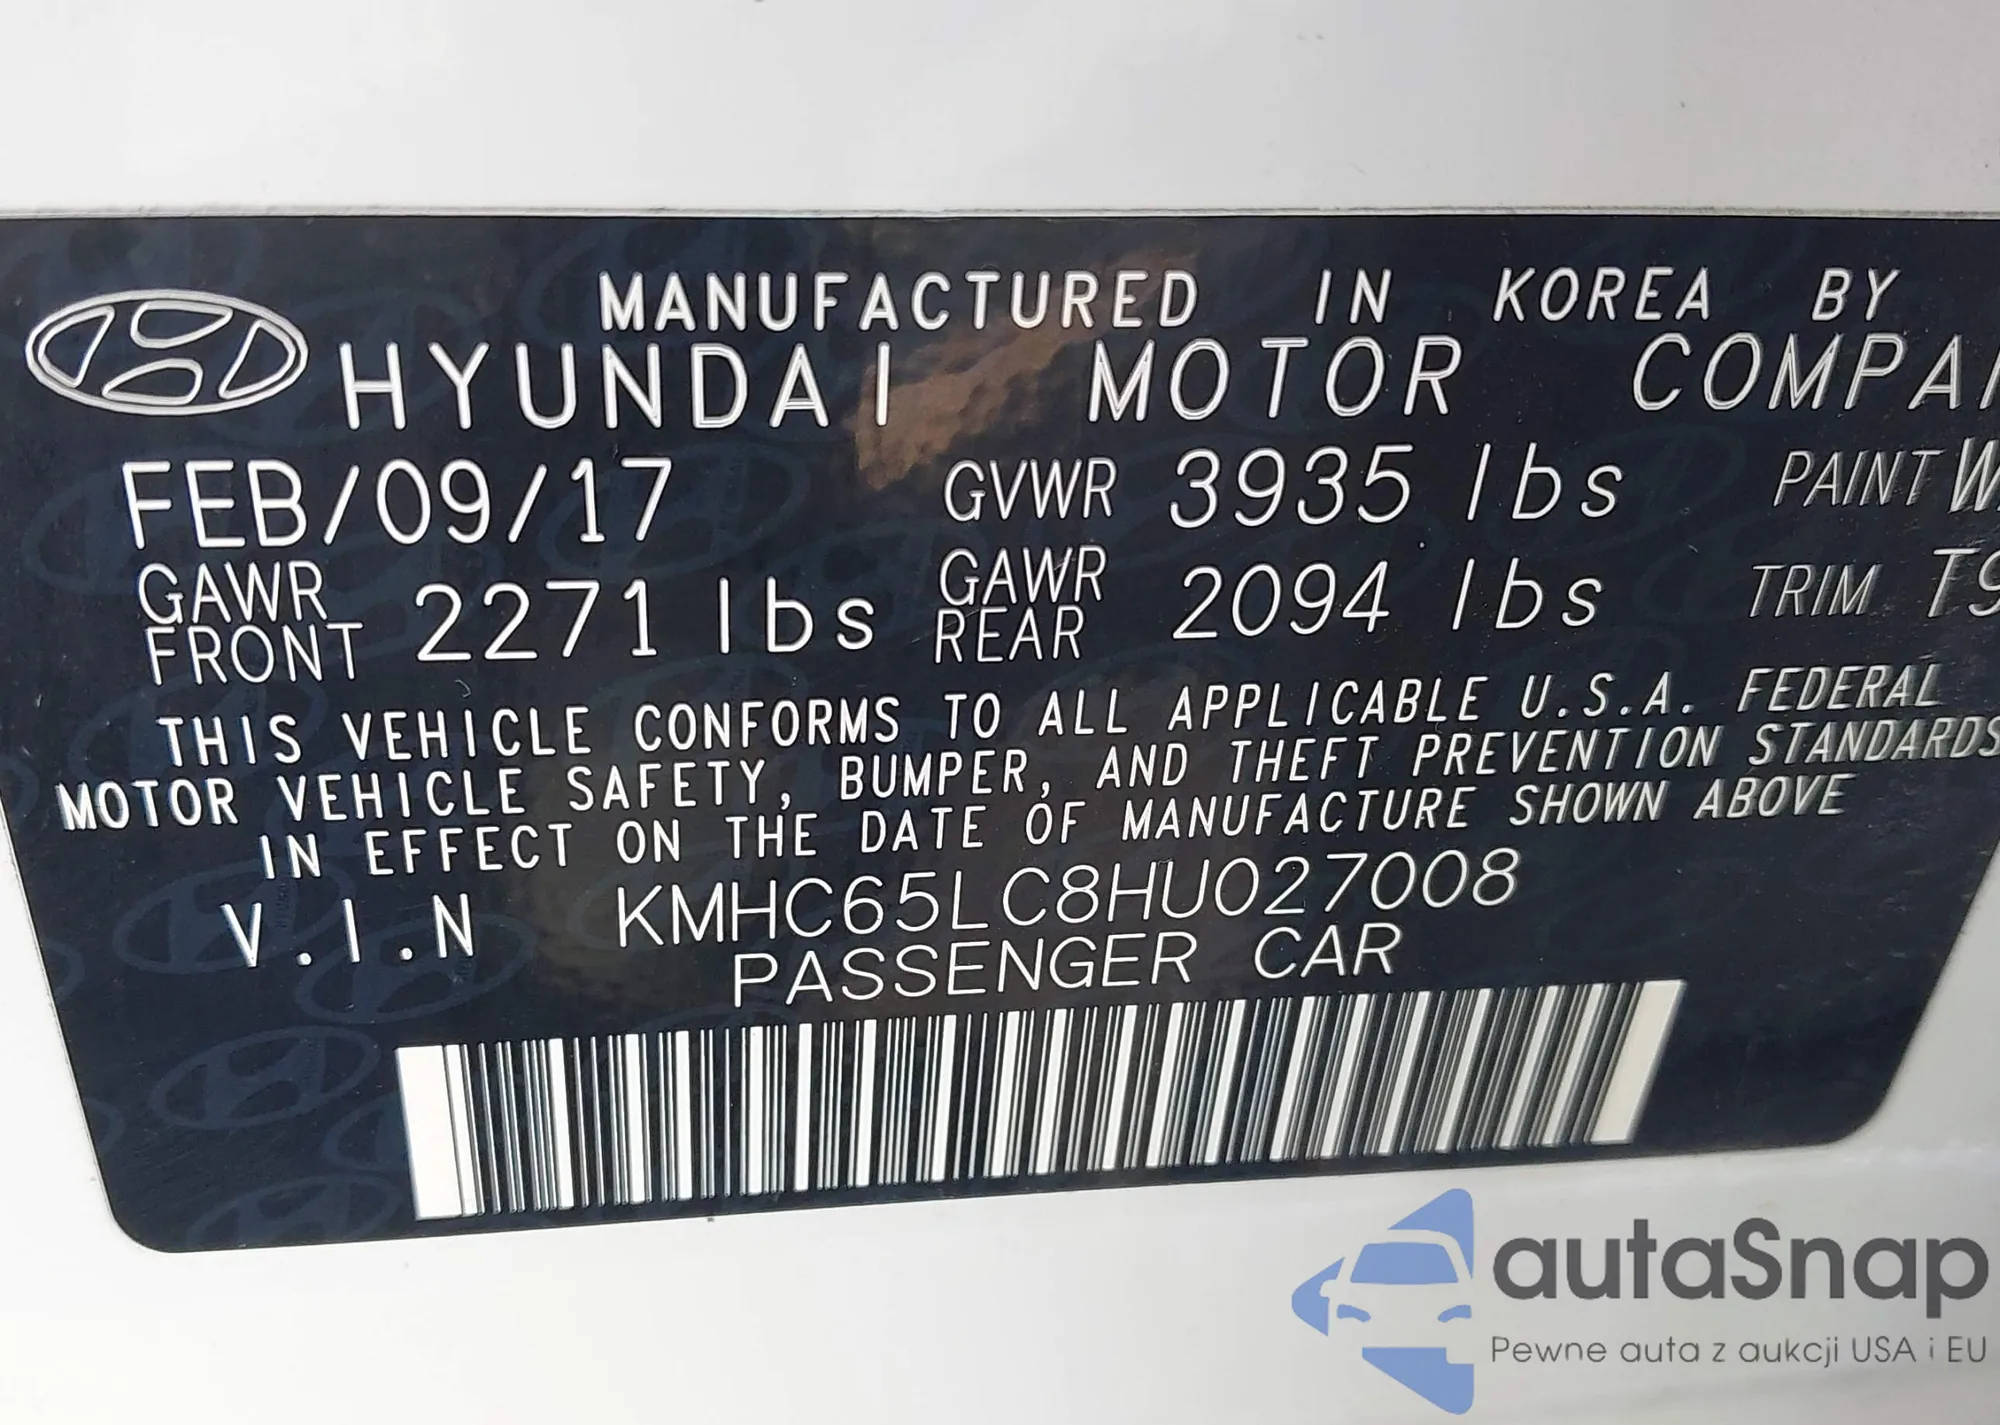 MANUFACTURED IN KOREA BY
HYUNDAI MOTOR
FEB/09/17 GVWR 3935 lbs PAINT
GAWR FRONT 2271 lbs GAWR REAR 2094 lbs TRIM
THIS VEHICLE CONFORMS TO ALL APPLICABLE U.S.A. FEDERAL
MOTOR VEHICLE SAFETY, BUMPER, AND THEFT PREVENTION STANDARDS
IN EFFECT ON THE DATE OF MANUFACTURE SHOWN ABOVE
V.I.N KMHC65LC8HU027008
PASSENGER CAR
autaSnap
Pewne auta z aukcji USA i EU